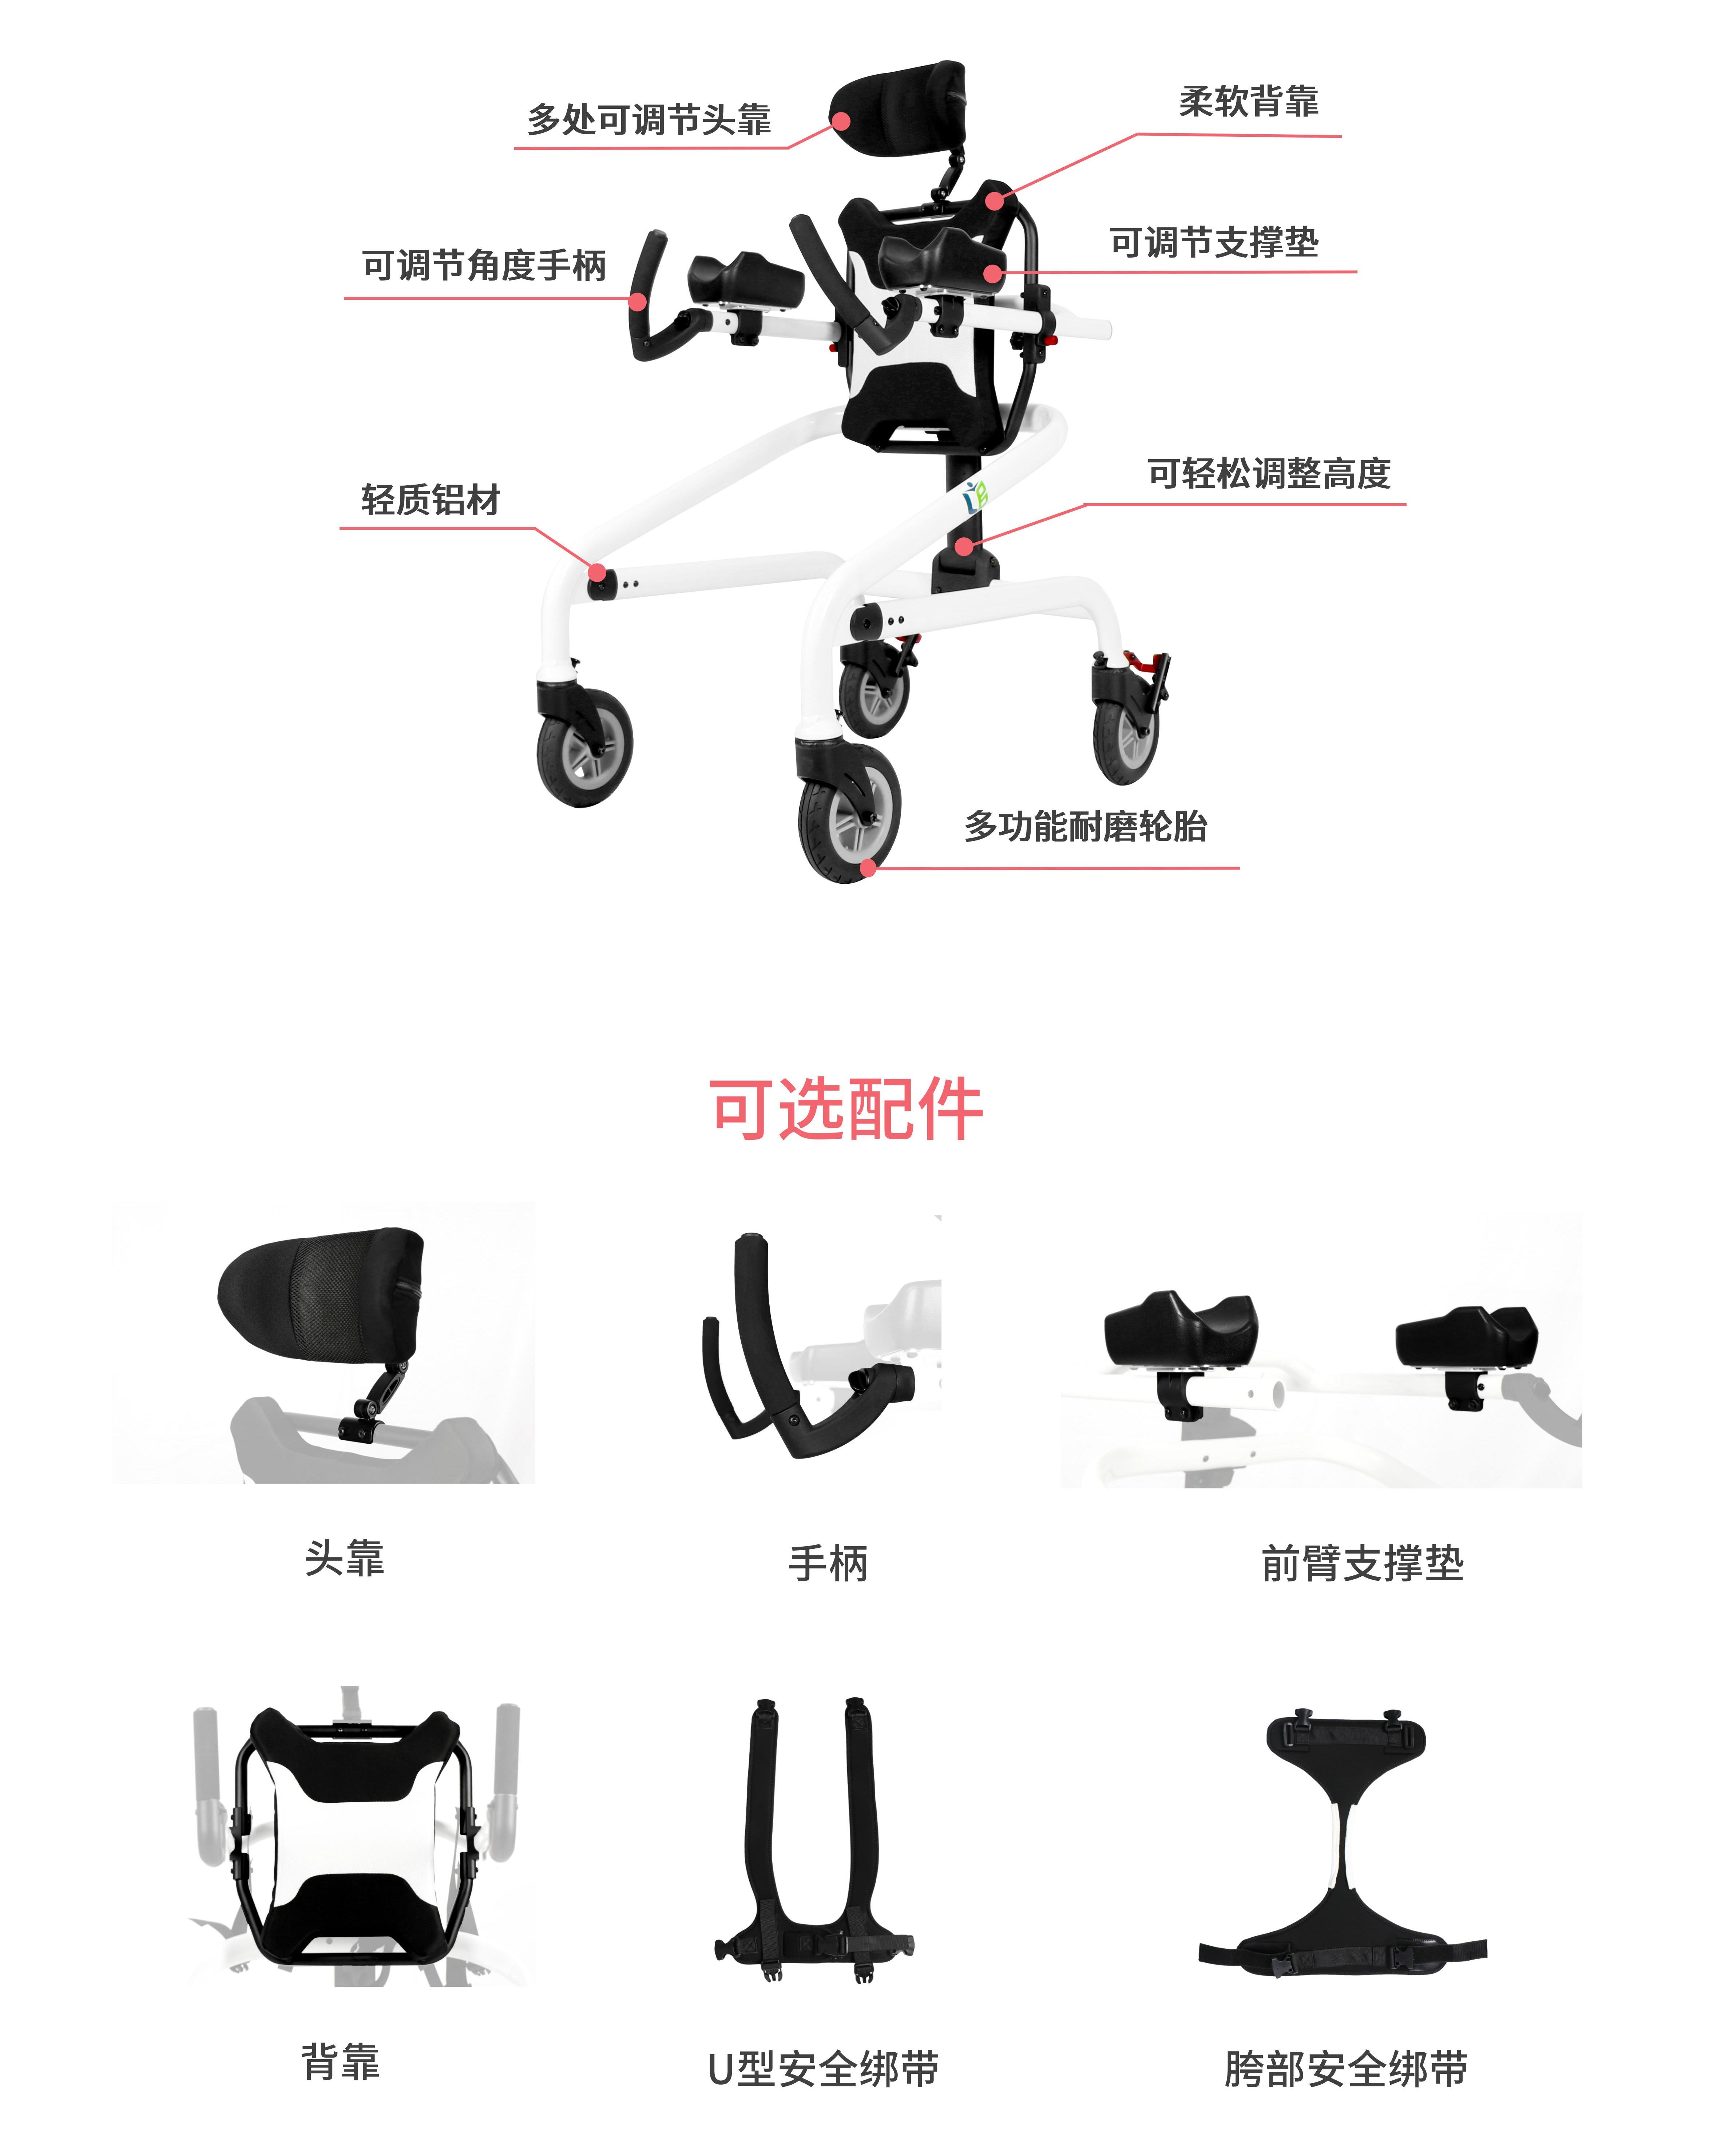 多处可调节头靠
柔软背靠
可调节支撑垫
可调节角度手柄
可轻松调整高度
轻质铝材
LB
多功能耐磨轮胎
可选配件
头靠
手柄
前臂支撑垫
背靠
U型安全绑带
胯部安全绑带